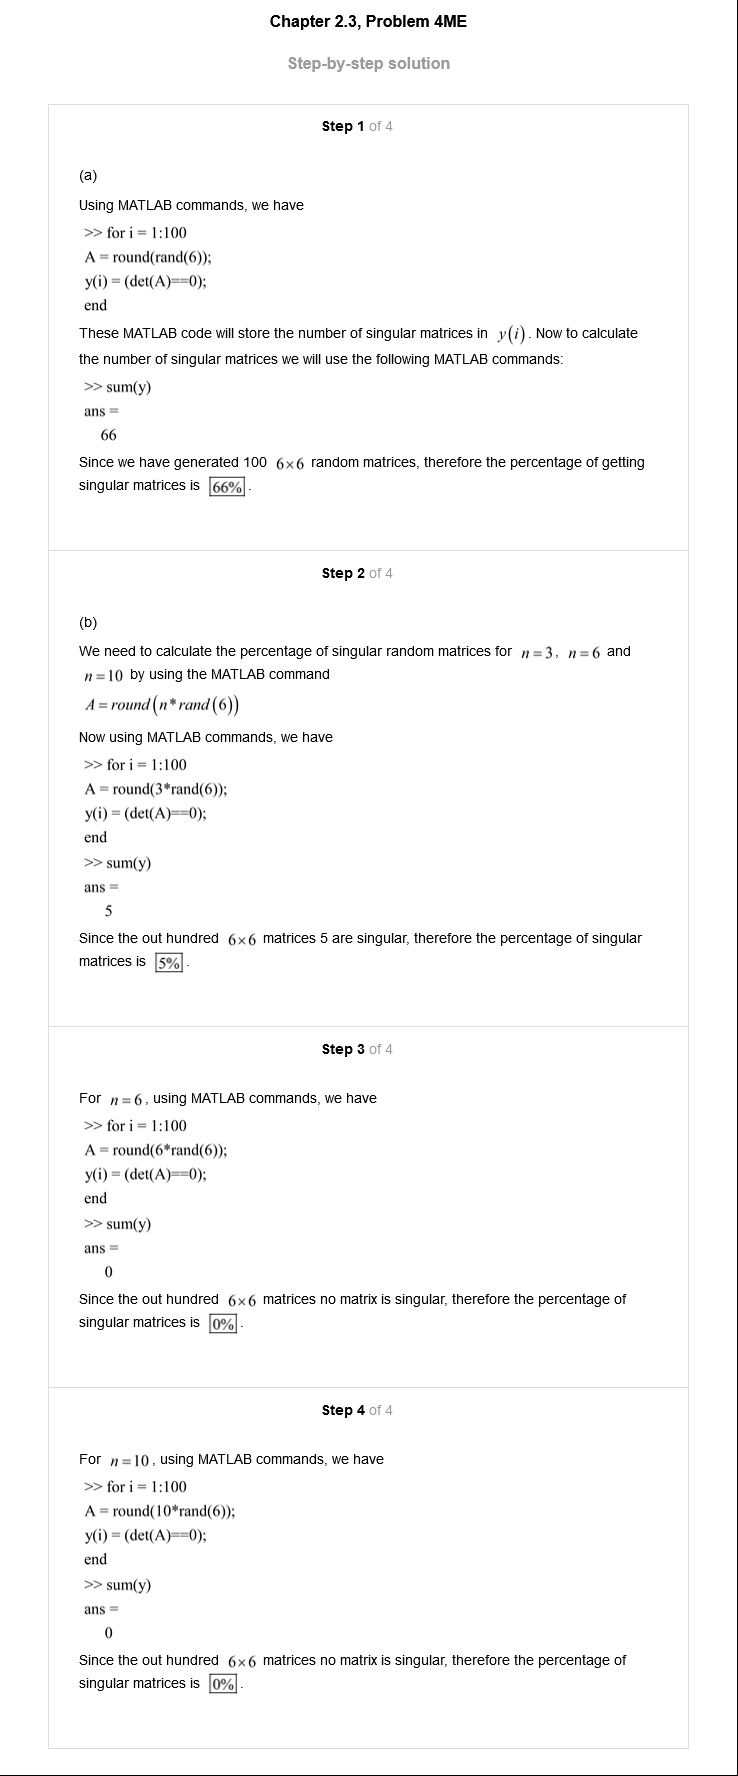 Chapter 2.3, Problem 4ME
Step-by-step solution
Step 1 of 4
(a)
Using MATLAB commands, we have
>> for i = 1:100
A = round(rand(6));
y(i) = (det(A)==0);
end
These MATLAB code will store the number of singular matrices in y(i). Now to calculate
the number of singular matrices we will use the following MATLAB commands:
>> sum(y)
ans =
66
Since we have generated 100 6×6 random matrices, therefore the percentage of getting
singular matrices is 66%.
Step 2 of 4
(b)
We need to calculate the percentage of singular random matrices for n=3, n=6 and
n=10 by using the MATLAB command
A = round(n*rand(6))
Now using MATLAB commands, we have
>> for i = 1:100
A = round(3*rand(6));
y(i) = (det(A)==0);
end
>> sum(y)
ans =
5
Since the out hundred 6×6 matrices 5 are singular, therefore the percentage of singular
matrices is 5%.
Step 3 of 4
For n=6, using MATLAB commands, we have
>> for i = 1:100
A = round(6*rand(6));
y(i) = (det(A)==0);
end
>> sum(y)
ans =
0
Since the out hundred 6×6 matrices no matrix is singular, therefore the percentage of
singular matrices is 0%.
Step 4 of 4
For n=10, using MATLAB commands, we have
>> for i = 1:100
A = round(10*rand(6));
y(i) = (det(A)==0);
end
>> sum(y)
ans =
0
Since the out hundred 6×6 matrices no matrix is singular, therefore the percentage of
singular matrices is 0%.